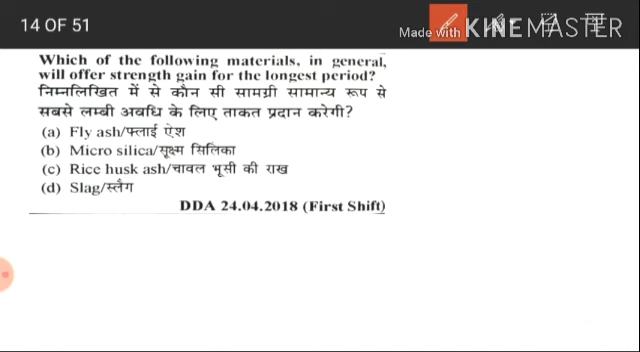 14 OF 51
Made with KINEMASTER
Which of the following materials, in general,
will offer strength gain for the longest period?
निम्नलिखित में से कौन सी सामग्री सामान्य रूप से
सबसे लम्बी अवधि के लिए ताकत प्रदान करेगी?
(a) Fly ash/फ्लाई ऐश
(b) Micro silica/सूक्ष्म सिलिका
(c) Rice husk ash/चावल भूसी की राख
(d) Slag/स्लैग
DDA 24.04.2018 (First Shift)